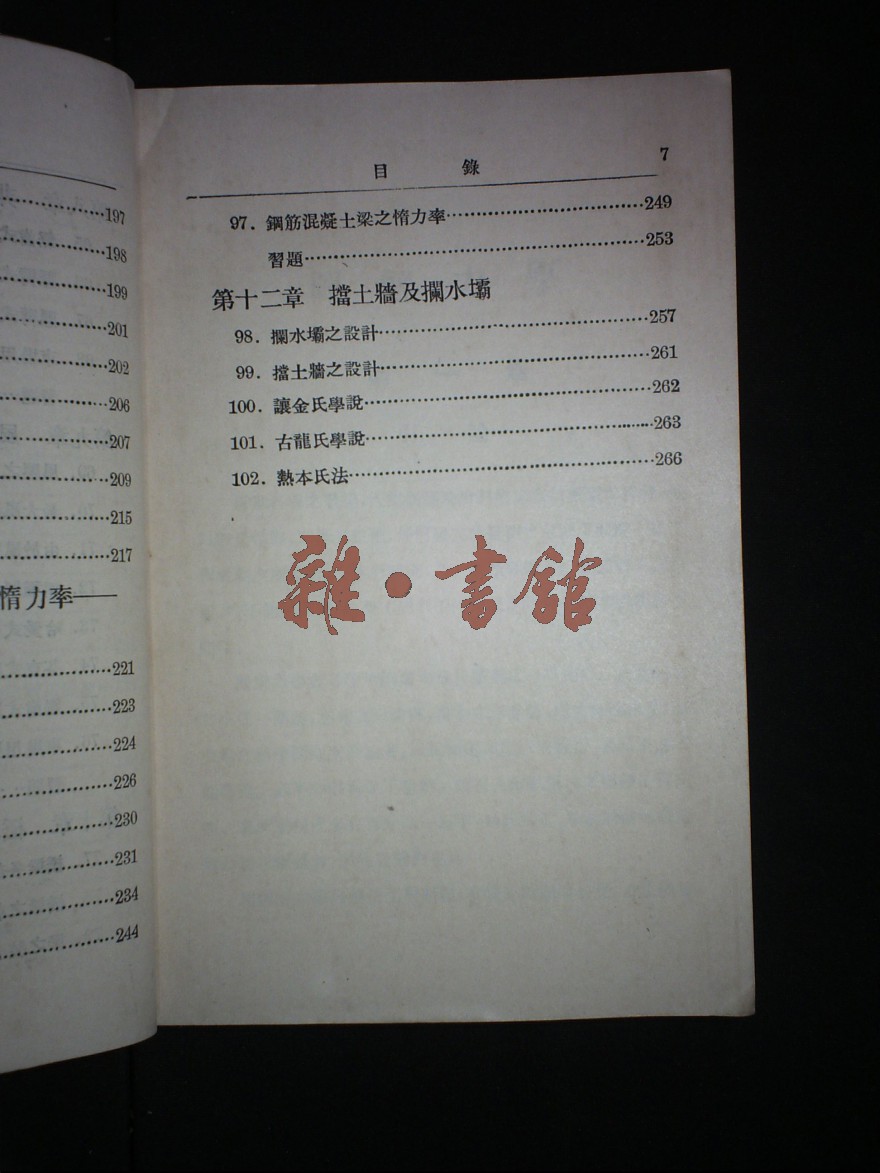 197
198
199
201
202
206
207
209
215
217
惰力率——
221
223
224
226
230
231
234
244
目 錄 7
97. 鋼筋混凝土梁之惰力率……249
習題……253
第十二章 擋土牆及攔水壩
98. 攔水壩之設計……257
99. 擋土牆之設計……261
100. 讓金氏學說……262
101. 古龍氏學說……263
102. 熱本氏法……266
雜·書館